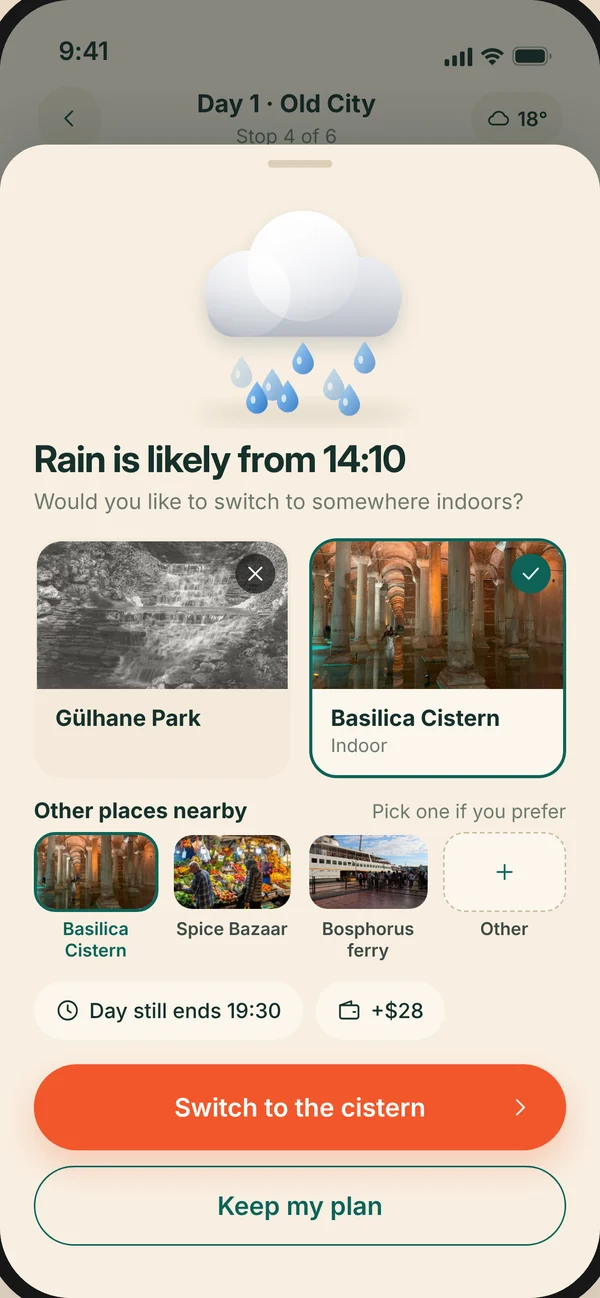 9:41
Day 1 · Old City
Stop 4 of 6
18°
Rain is likely from 14:10
Would you like to switch to somewhere indoors?
Gülhane Park
Basilica Cistern
Indoor
Other places nearby
Pick one if you prefer
Basilica
Cistern
Spice Bazaar
Bosphorus
ferry
Other
Day still ends 19:30
+$28
Switch to the cistern
Keep my plan